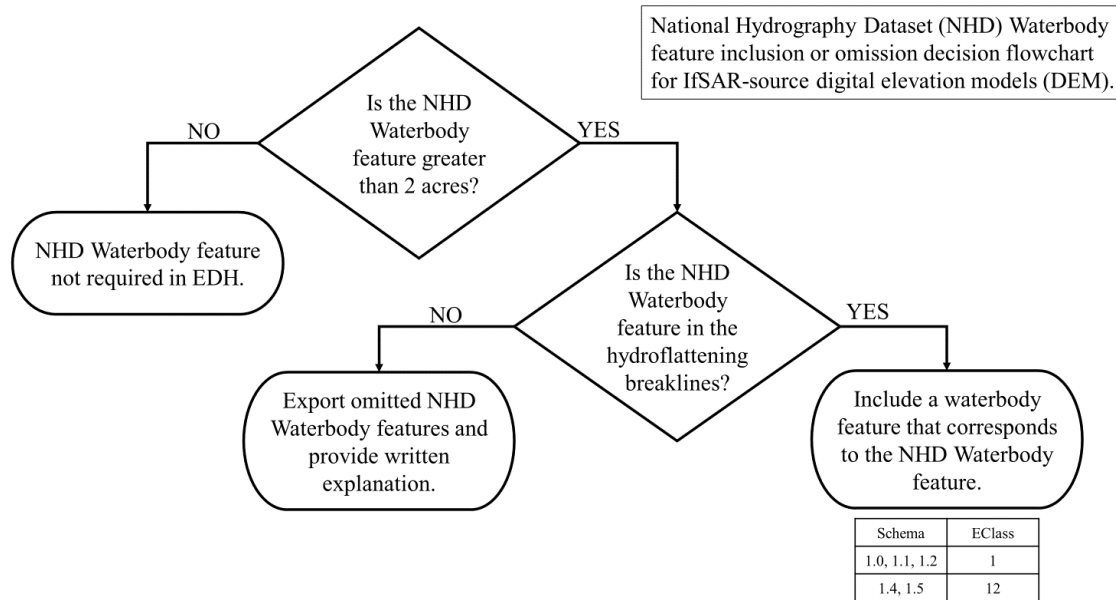 National Hydrography Dataset (NHD) Waterbody
feature inclusion or omission decision flowchart
for IfSAR-source digital elevation models (DEM).
Is the NHD
Waterbody
feature greater
than 2 acres?
NO
YES
NHD Waterbody feature
not required in EDH.
Is the NHD
Waterbody
feature in the
hydroflattening
breaklines?
NO
YES
Export omitted NHD
Waterbody features and
provide written
explanation.
Include a waterbody
feature that corresponds
to the NHD Waterbody
feature.
Schema EClass
1.0, 1.1, 1.2 1
1.4, 1.5 12